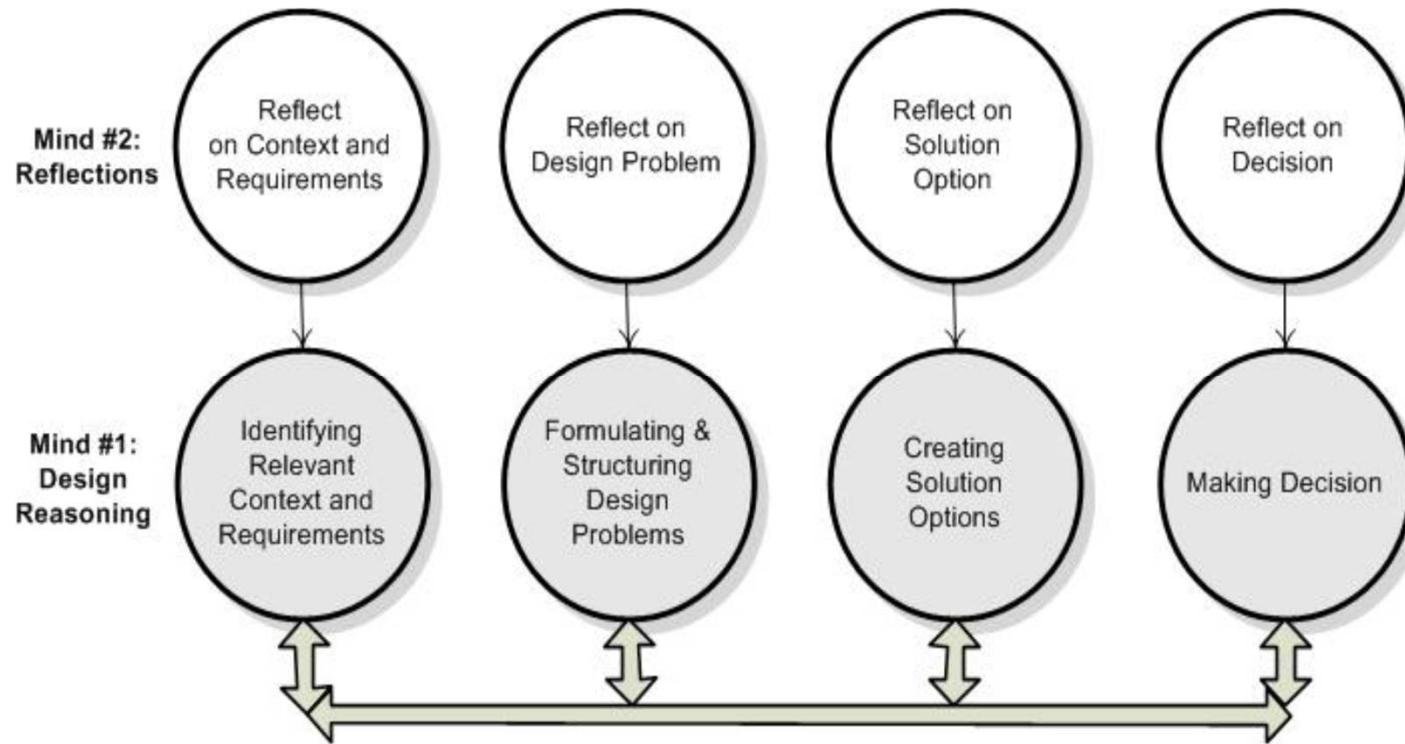 Mind #2:
Reflections
Reflect
on Context and
Requirements
Reflect on
Design Problem
Reflect on
Solution
Option
Reflect on
Decision
Mind #1:
Design
Reasoning
Identifying
Relevant
Context and
Requirements
Formulating &
Structuring
Design
Problems
Creating
Solution
Options
Making Decision